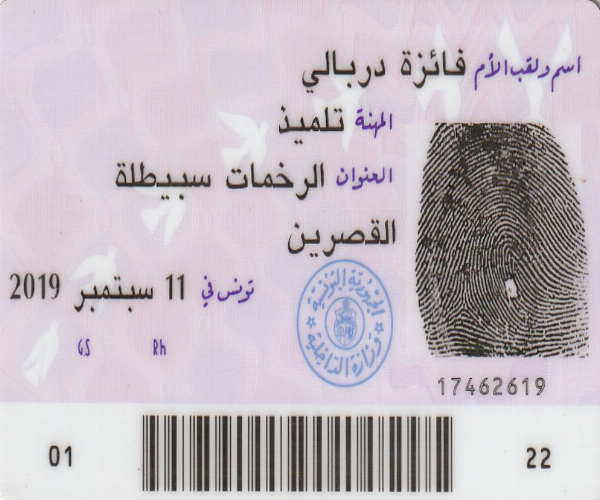 اسم ولقب الأم فائزة دربالي
المهنة تلميذ
العنوان الرخمات سبيطلة
القصرين
تونس في 11 سبتمبر 2019
الجمهورية التونسية
وزارة الداخلية
GS Rh
17462619
01 22